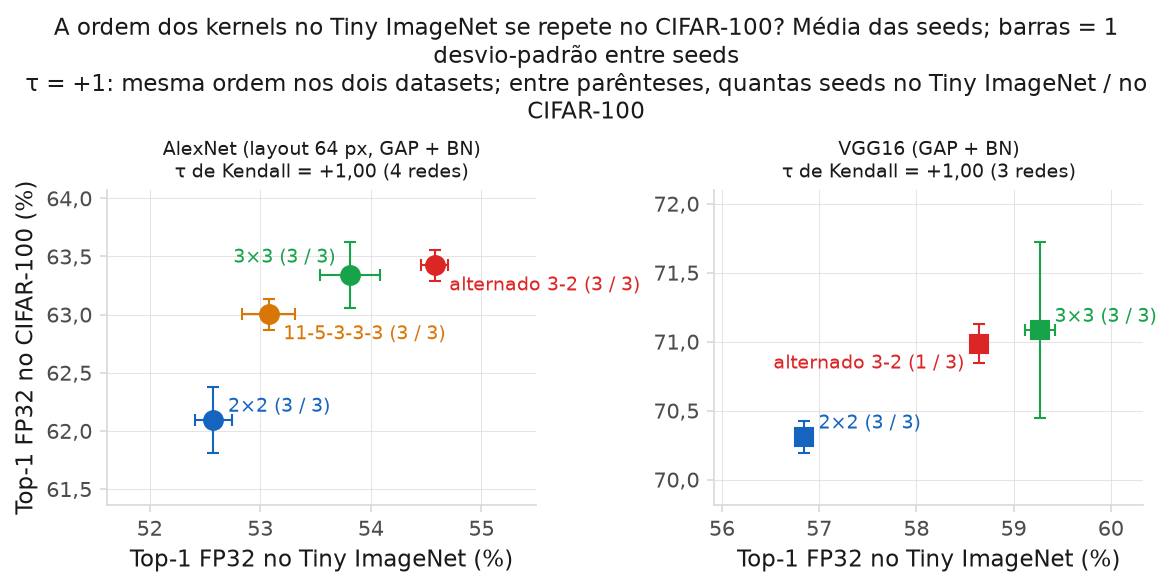 A ordem dos kernels no Tiny ImageNet se repete no CIFAR-100? Média das seeds; barras = 1
desvio-padrão entre seeds
τ = +1: mesma ordem nos dois datasets; entre parênteses, quantas seeds no Tiny ImageNet / no
CIFAR-100
AlexNet (layout 64 px, GAP + BN)
τ de Kendall = +1,00 (4 redes)
Top-1 FP32 no CIFAR-100 (%)
64,0
63,5
63,0
62,5
62,0
61,5
3×3 (3 / 3)
alternado 3-2 (3 / 3)
11-5-3-3-3 (3 / 3)
2×2 (3 / 3)
52
53
54
55
Top-1 FP32 no Tiny ImageNet (%)
VGG16 (GAP + BN)
τ de Kendall = +1,00 (3 redes)
72,0
71,5
71,0
70,5
70,0
3×3 (3 / 3)
alternado 3-2 (1 / 3)
2×2 (3 / 3)
56
57
58
59
60
Top-1 FP32 no Tiny ImageNet (%)